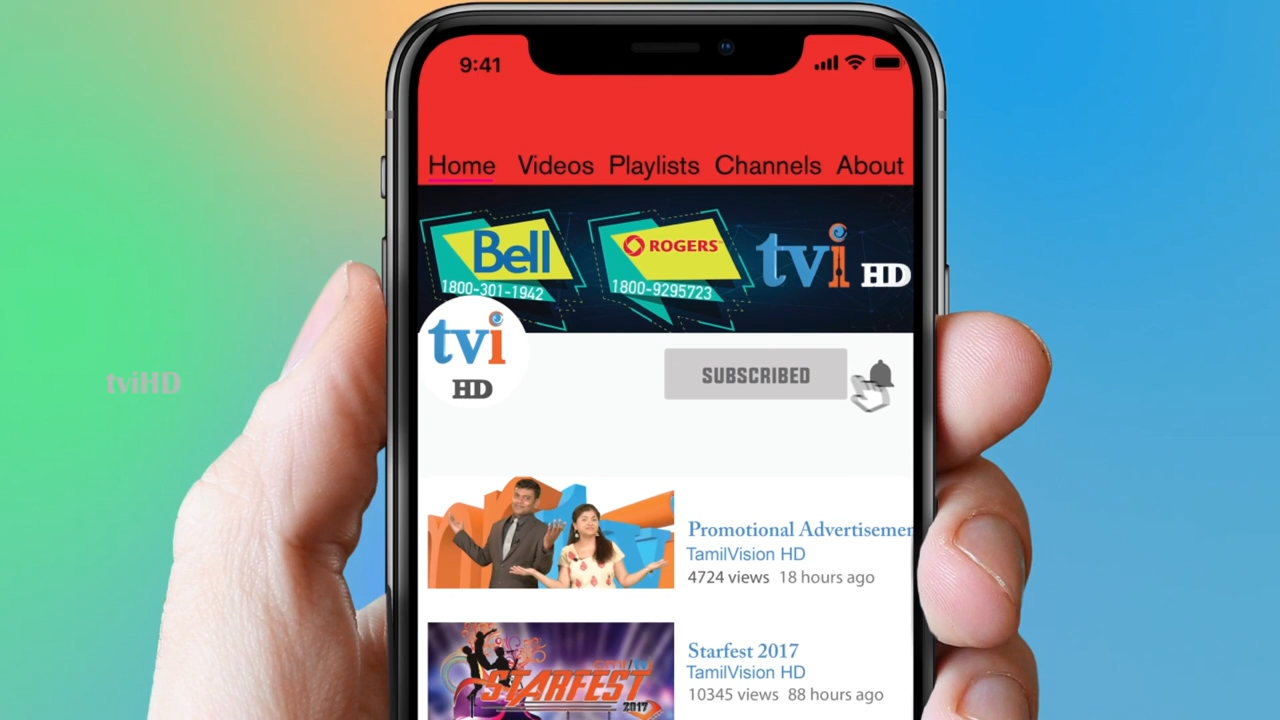 9:41
Home Videos Playlists Channels About
Bell
1800-301-1942
ROGERS™
1800-9295723
tvi HD
tvi
HD
SUBSCRIBED
tviHD
Promotional Advertisemen
TamilVision HD
4724 views 18 hours ago
STARFEST
2017
Starfest 2017
TamilVision HD
10345 views 88 hours ago